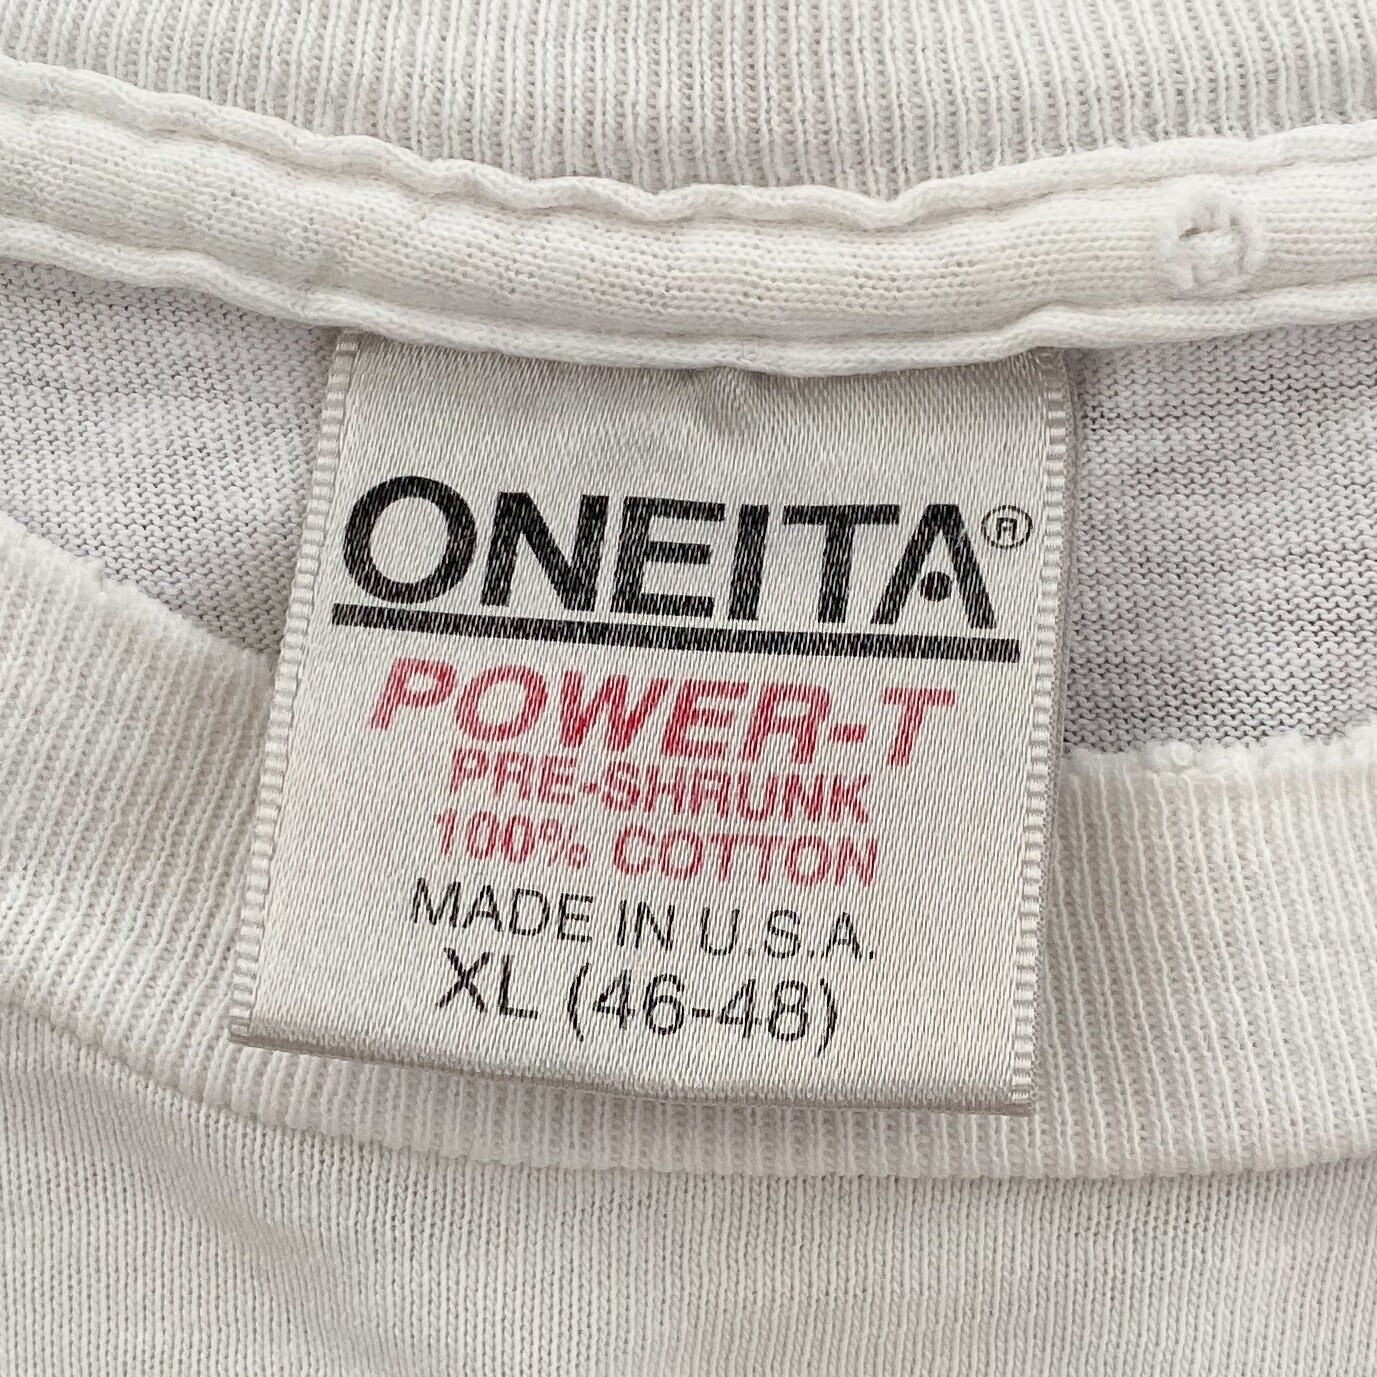 ONEITA®
POWER-T
PRE-SHRUNK
100% COTTON
MADE IN U.S.A.
XL (46-48)